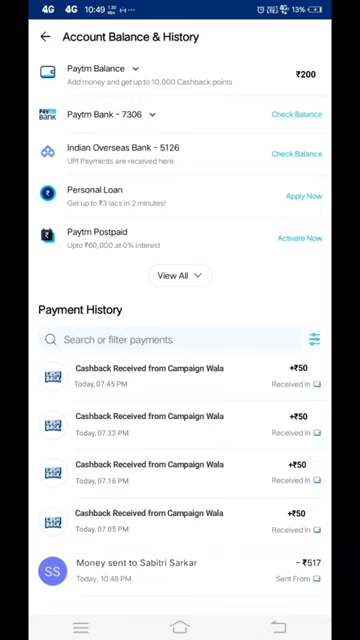 4G 4G 10:49 1.30 KB/s
4G 13%
Account Balance & History
Paytm Balance
Add money and get up to 10,000 Cashback points
₹200
Paytm BANK
Paytm Bank - 7306
Check Balance
Indian Overseas Bank - 5126
UPI Payments are received here
Check Balance
Personal Loan
Get up to ₹3 lacs in 2 minutes!
Apply Now
Paytm Postpaid
Upto ₹60,000 at 0% interest
Activate Now
View All
Payment History
Search or filter payments
Cashback Received from Campaign Wala
+₹50
Today, 07.45 PM
Received In
Cashback Received from Campaign Wala
+₹50
Today, 07.32 PM
Received In
Cashback Received from Campaign Wala
+₹50
Today, 07.16 PM
Received In
Cashback Received from Campaign Wala
+₹50
Today, 07.05 PM
Received In
SS
Money sent to Sabitri Sarkar
- ₹517
Today, 10:48 PM
Sent From